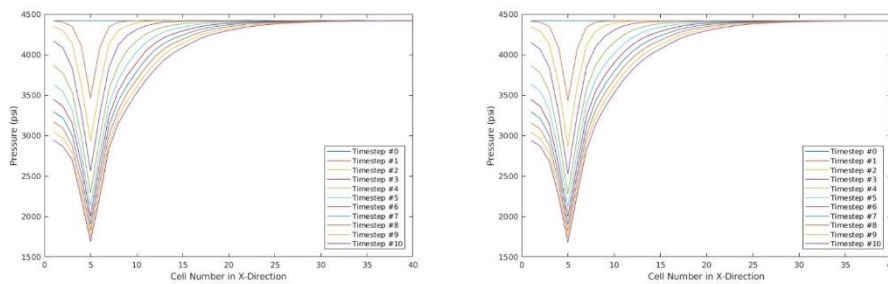 4500
4000
3500
3000
2500
2000
1500
Pressure (psi)
0 5 10 15 20 25 30 35 40
Cell Number in X-Direction
Timestep #0
Timestep #1
Timestep #2
Timestep #3
Timestep #4
Timestep #5
Timestep #6
Timestep #7
Timestep #8
Timestep #9
Timestep #10
4500
4000
3500
3000
2500
2000
1500
Pressure (psi)
0 5 10 15 20 25 30 35 40
Cell Number in X-Direction
Timestep #0
Timestep #1
Timestep #2
Timestep #3
Timestep #4
Timestep #5
Timestep #6
Timestep #7
Timestep #8
Timestep #9
Timestep #10